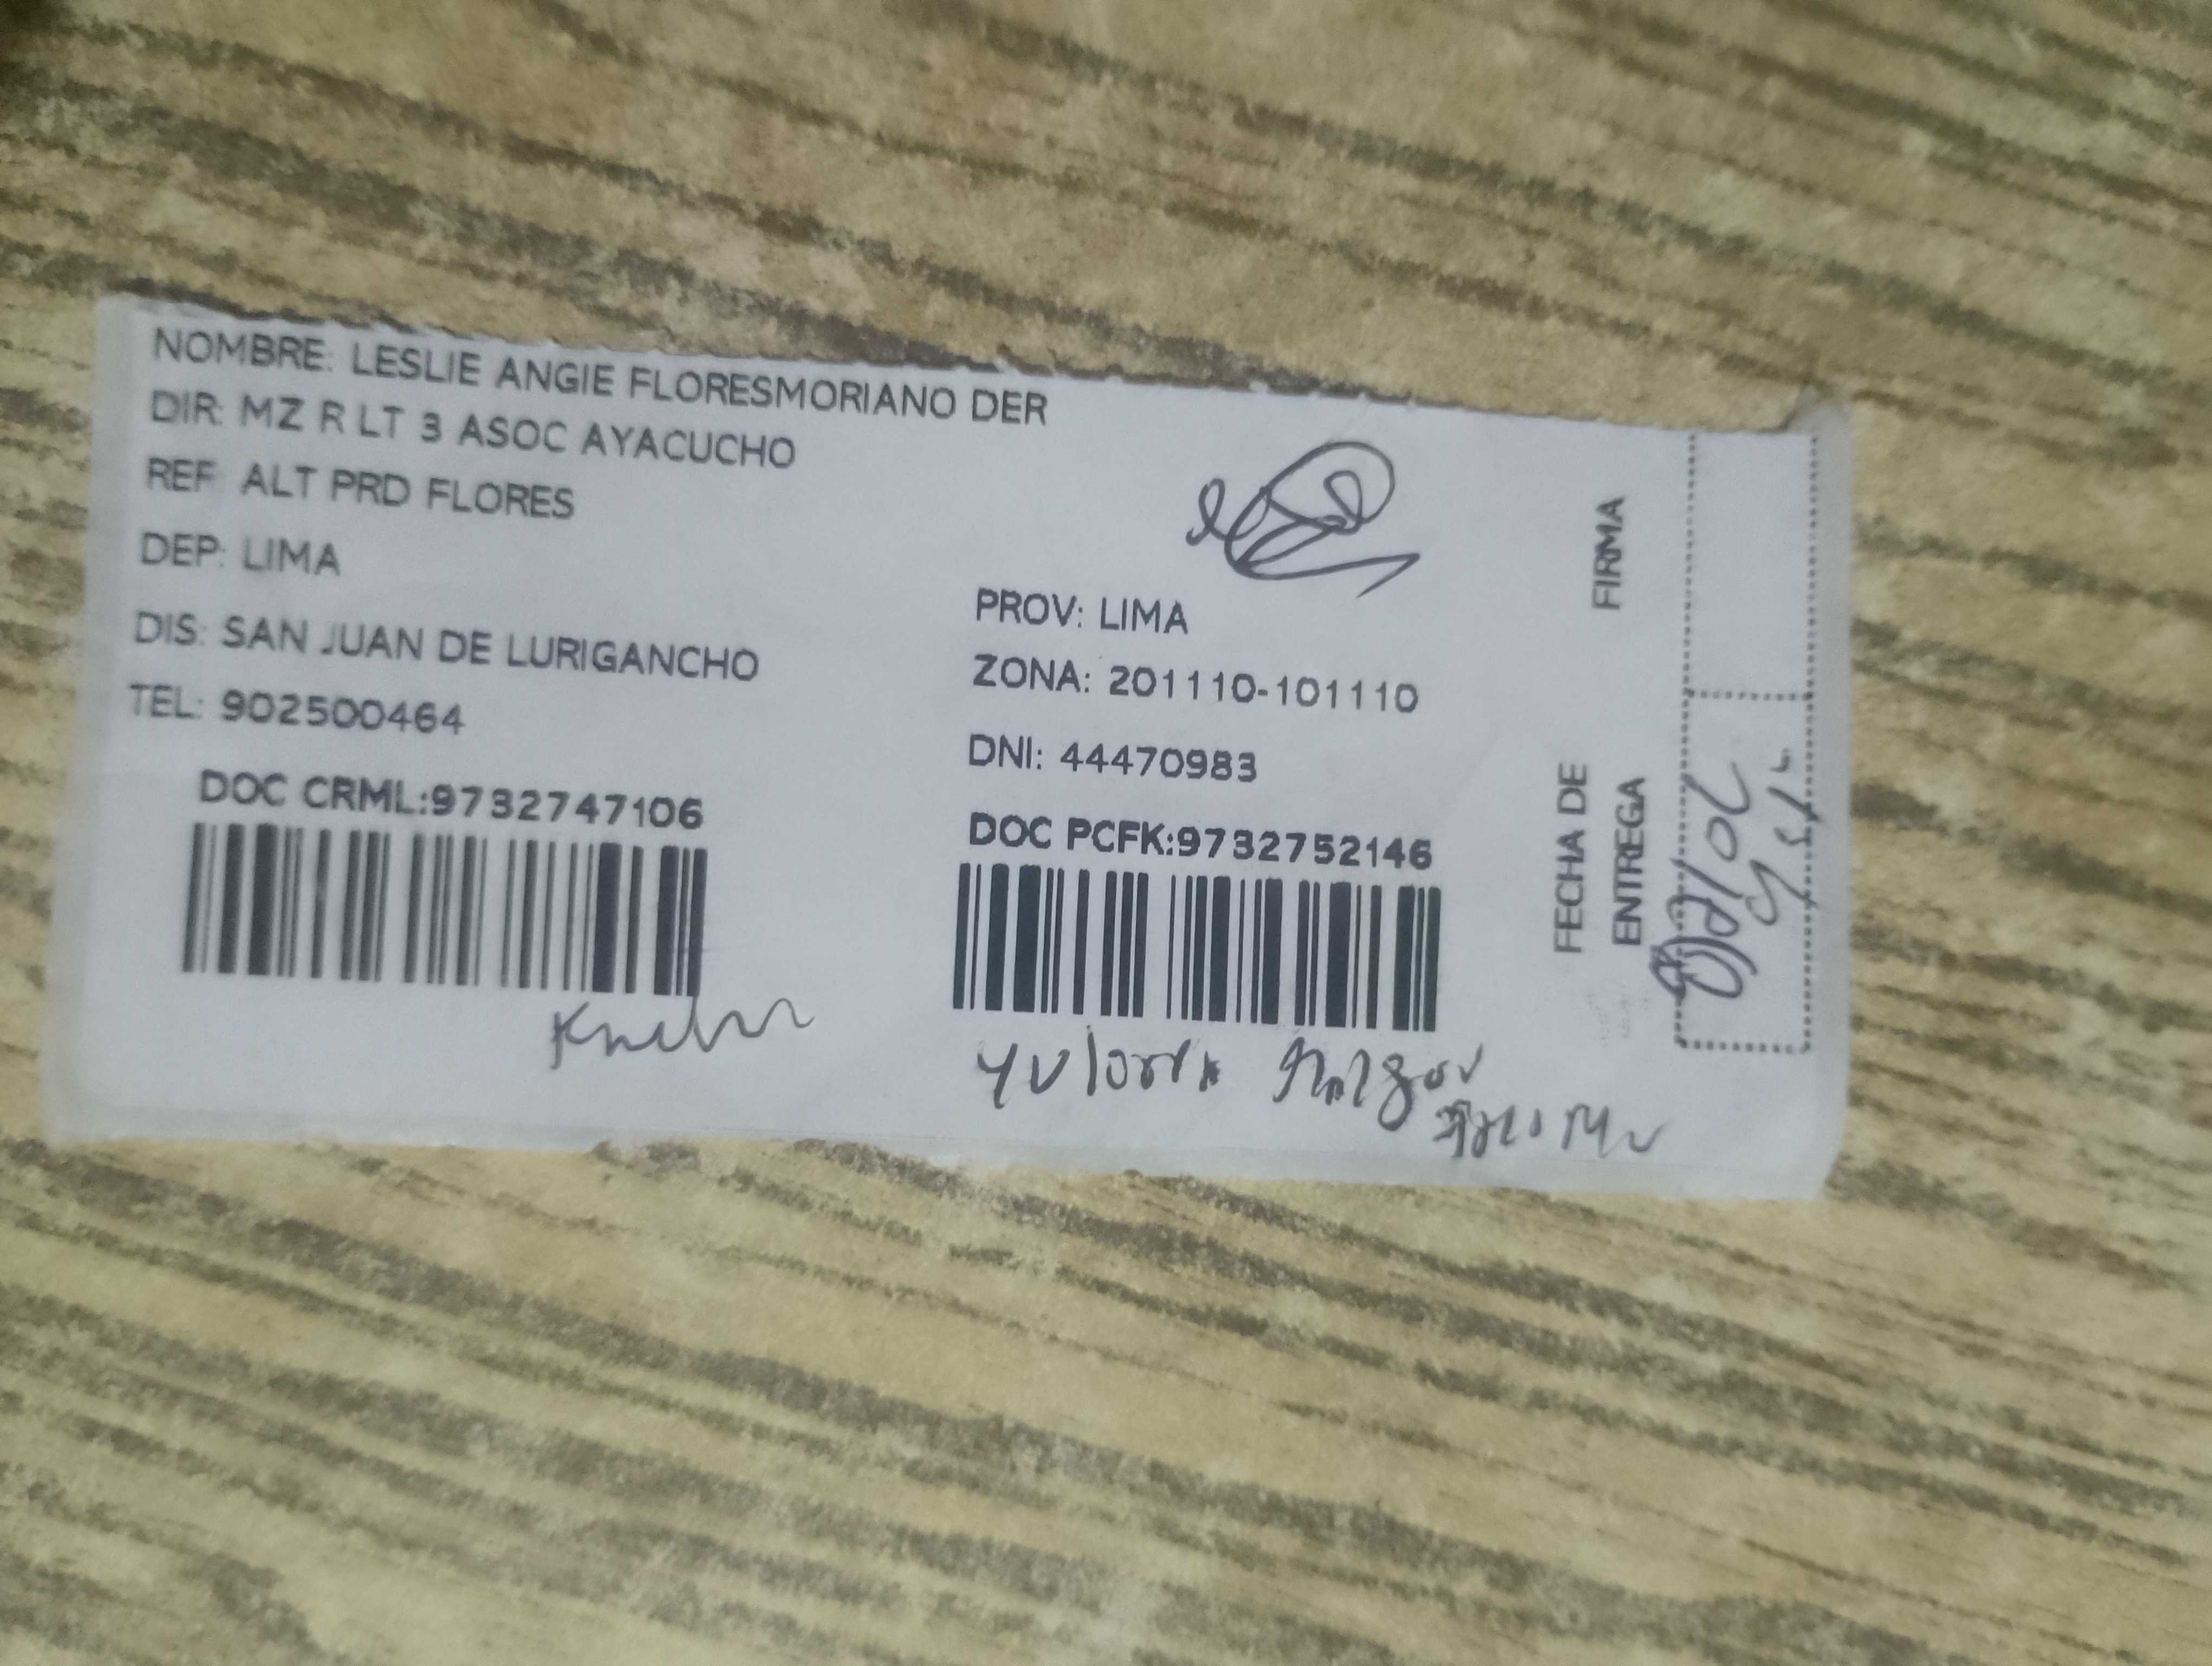 NOMBRE: LESLIE ANGIE FLORESMORIANO DER
DIR: MZ R LT 3 ASOC AYACUCHO
REF: ALT PRD FLORES
DEP: LIMA
PROV: LIMA
DIS: SAN JUAN DE LURIGANCHO
ZONA: 201110-101110
TEL: 902500464
DNI: 44470983
DOC CRML:9732747106
DOC PCFK:9732752146
FIRMA
FECHA DE
ENTREGA